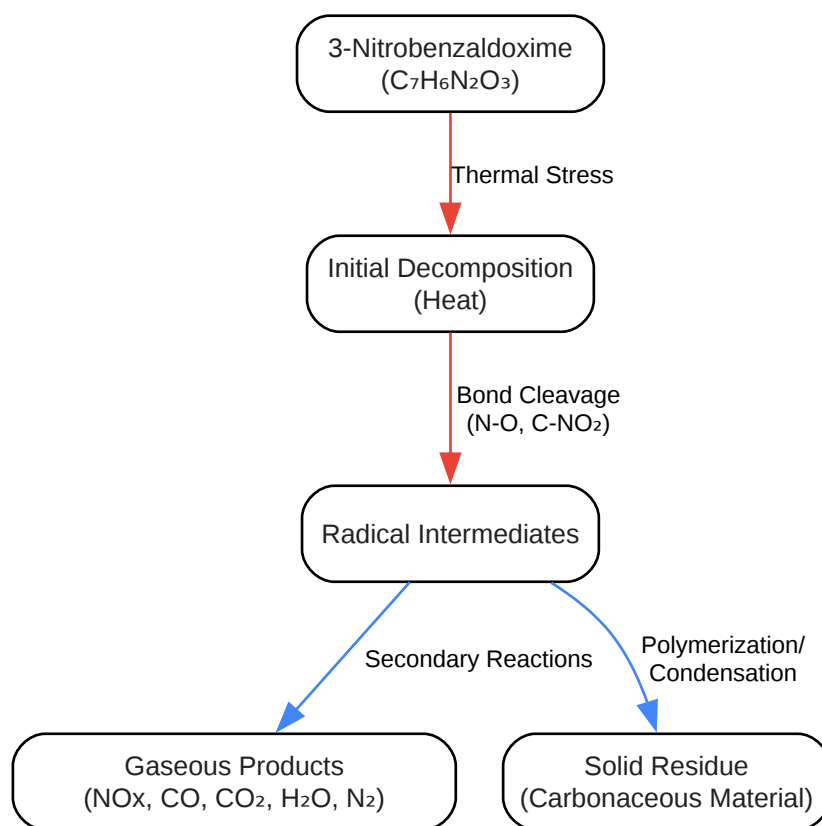 3-Nitrobenzaldoxime
(C₇H₆N₂O₃)
Thermal Stress
Initial Decomposition
(Heat)
Bond Cleavage
(N-O, C-NO₂)
Radical Intermediates
Secondary Reactions
Polymerization/
Condensation
Gaseous Products
(NOx, CO, CO₂, H₂O, N₂)
Solid Residue
(Carbonaceous Material)